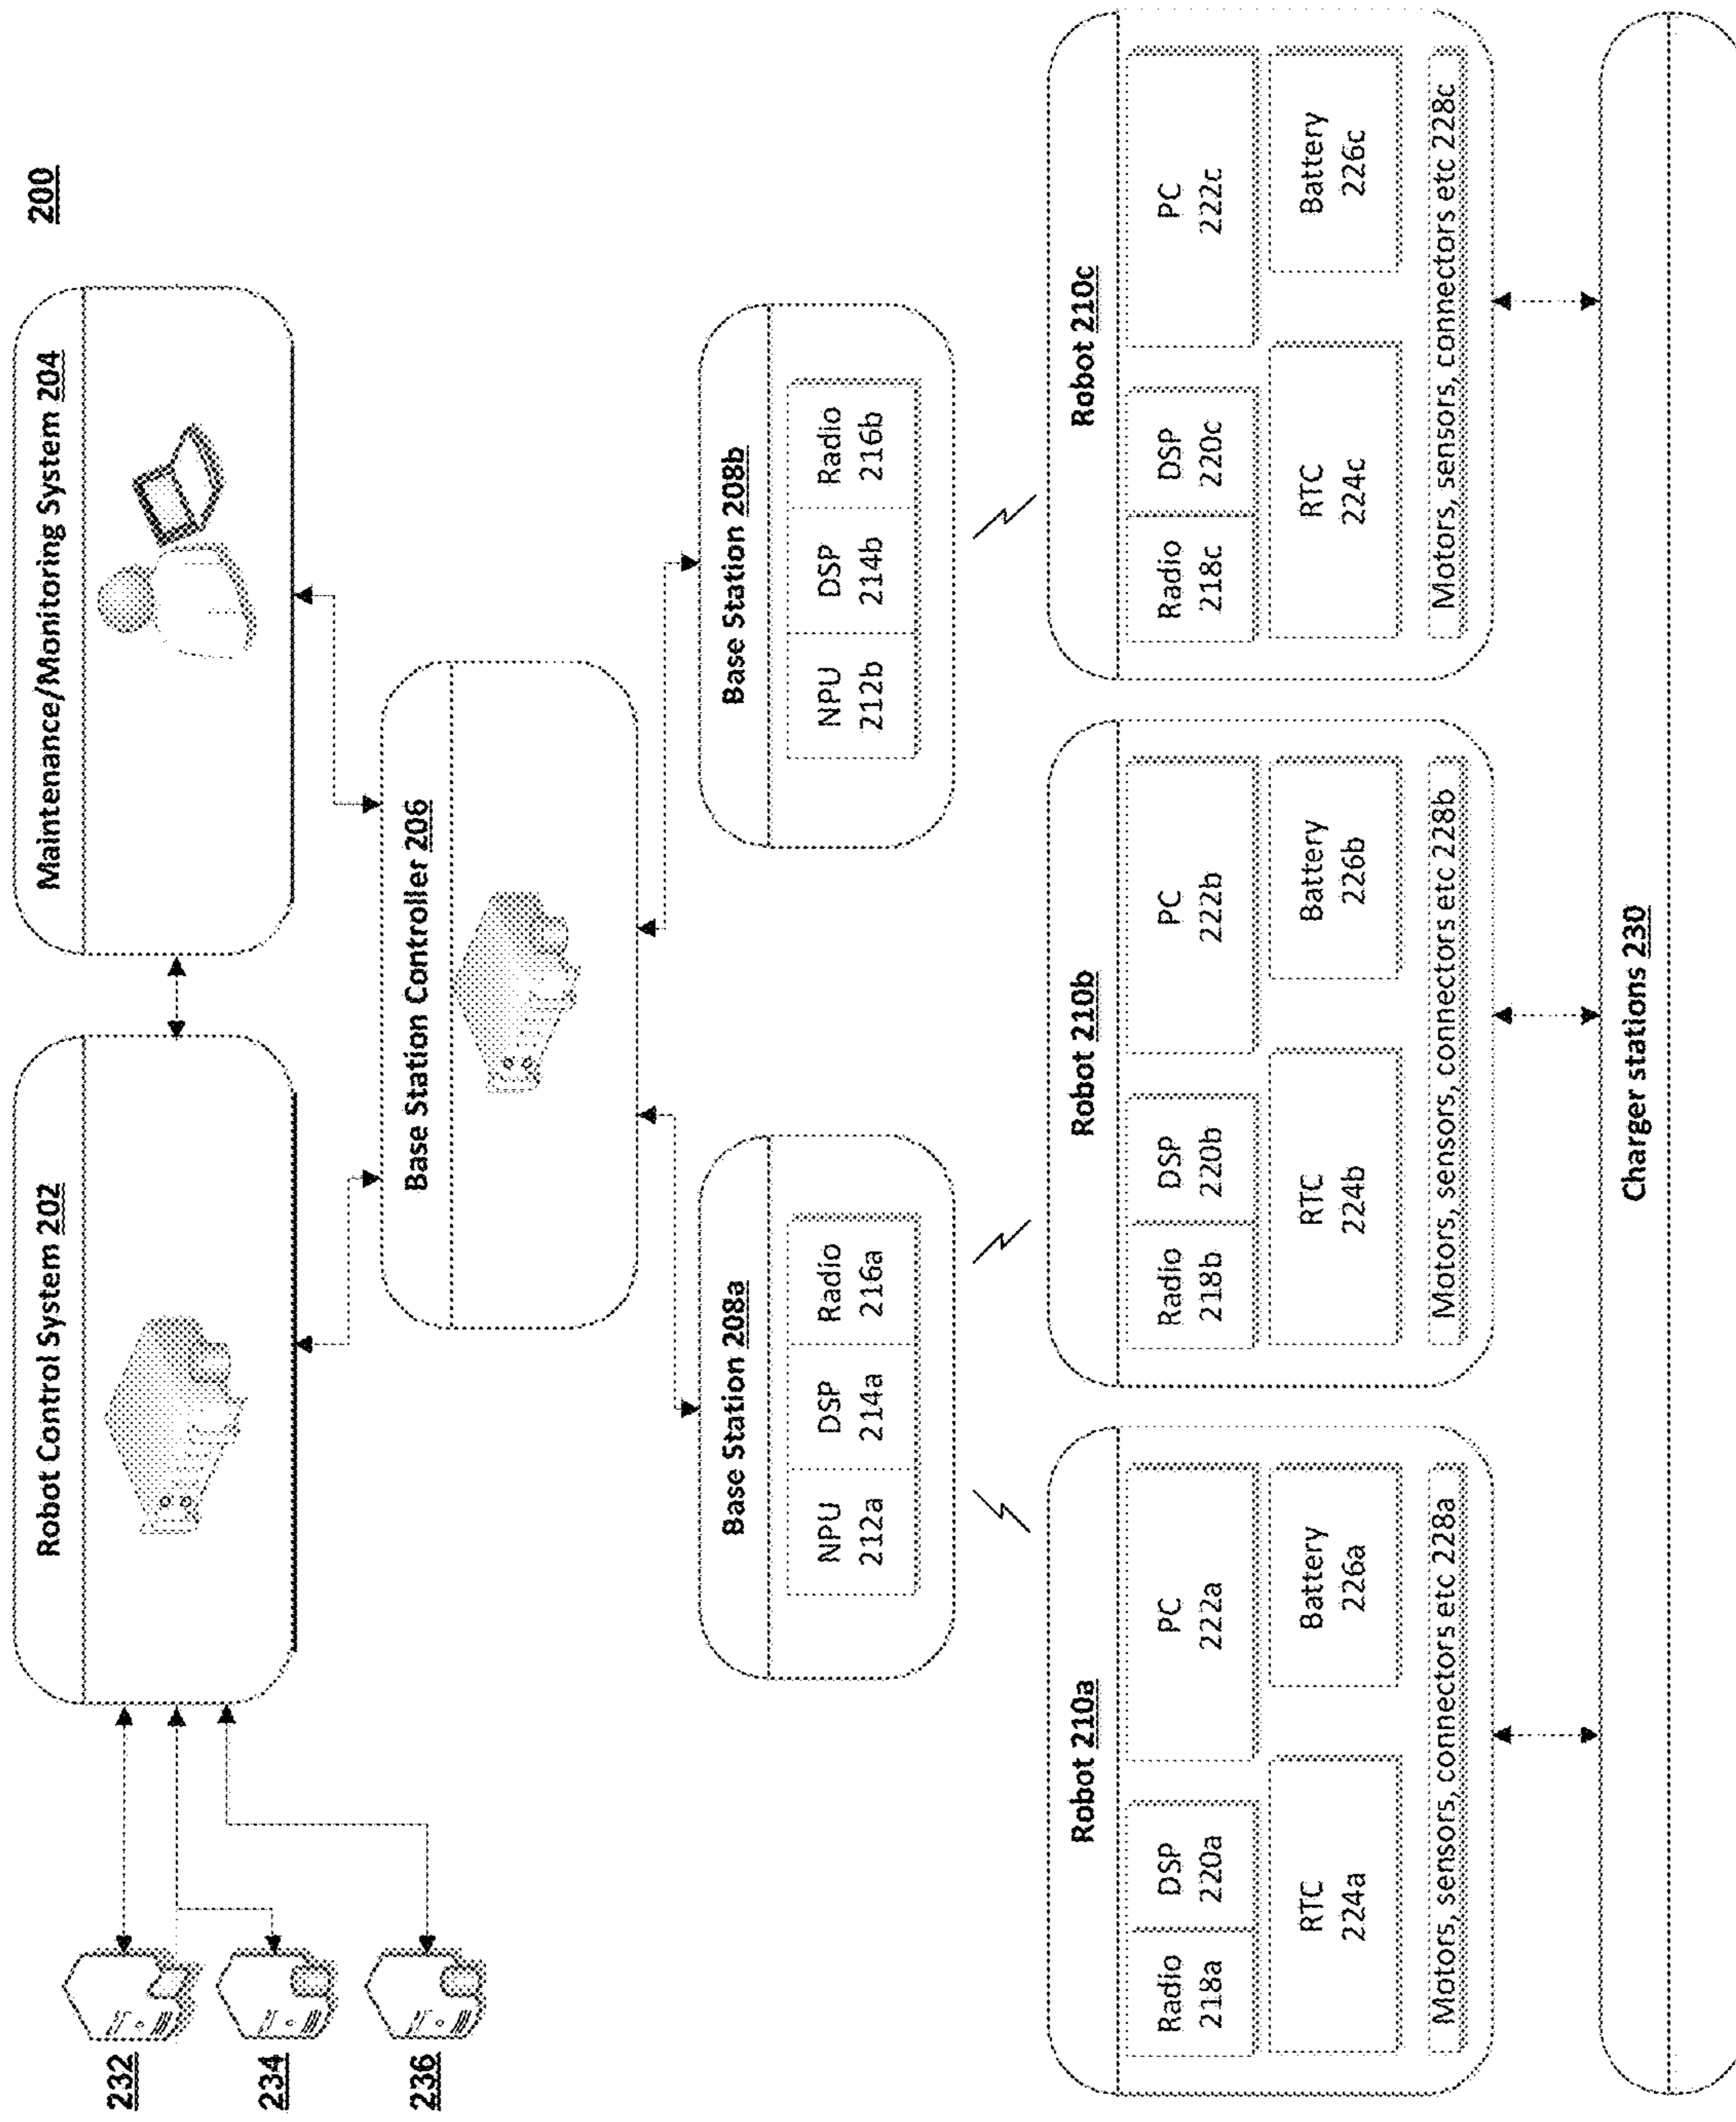 200
232
234
236
Robot Control System 202
Maintenance/Monitoring System 204
Base Station Controller 206
Base Station 208a
NPU
212a
DSP
214a
Radio
216a
Base Station 208b
NPU
212b
DSP
214b
Radio
216b
Robot 210a
Radio
218a
DSP
220a
PC
222a
RTC
224a
Battery
226a
Motors, sensors, connectors etc 228a
Robot 210b
Radio
218b
DSP
220b
PC
222b
RTC
224b
Battery
226b
Motors, sensors, connectors etc 228b
Robot 210c
Radio
218c
DSP
220c
PC
222c
RTC
224c
Battery
226c
Motors, sensors, connectors etc 228c
Charger stations 230